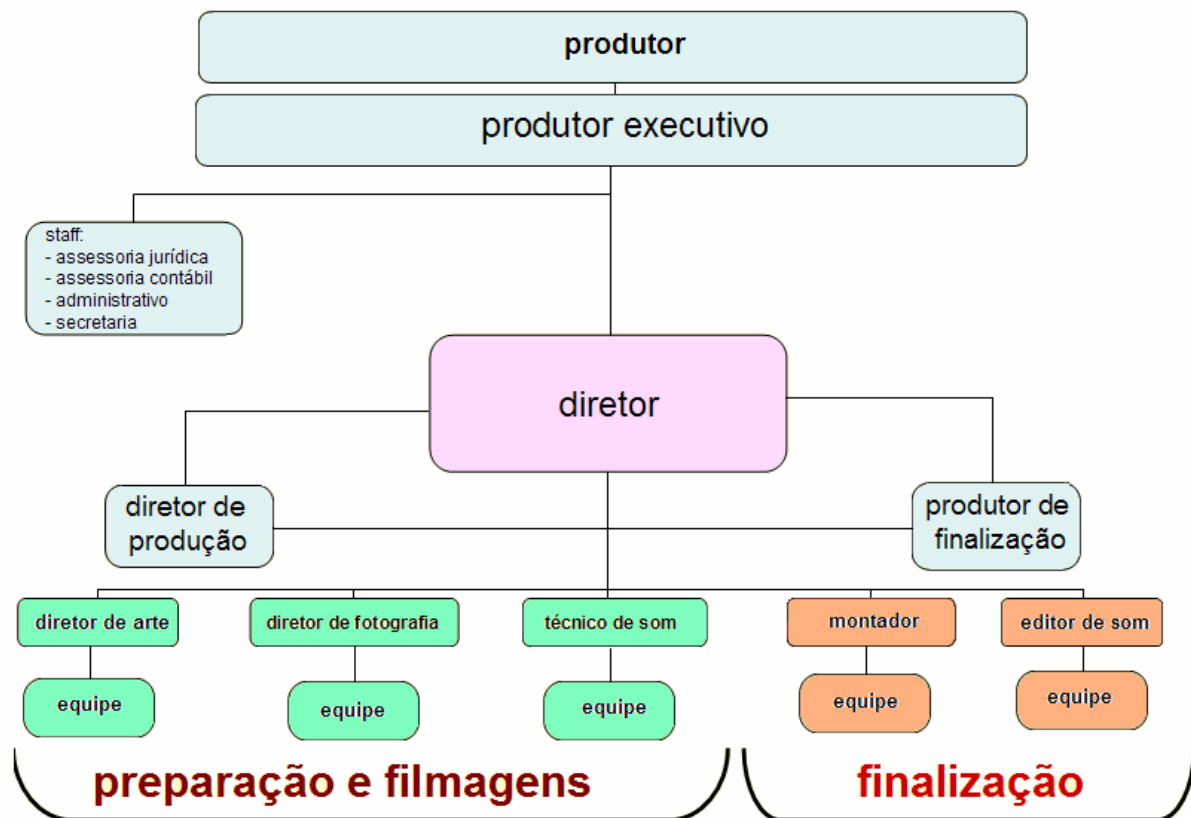 produtor
produtor executivo
staff:
- assessoria jurídica
- assessoria contábil
- administrativo
- secretaria
diretor
diretor de
produção
produtor de
finalização
diretor de arte
diretor de fotografia
técnico de som
montador
editor de som
equipe
equipe
equipe
equipe
equipe
preparação e filmagens
finalização